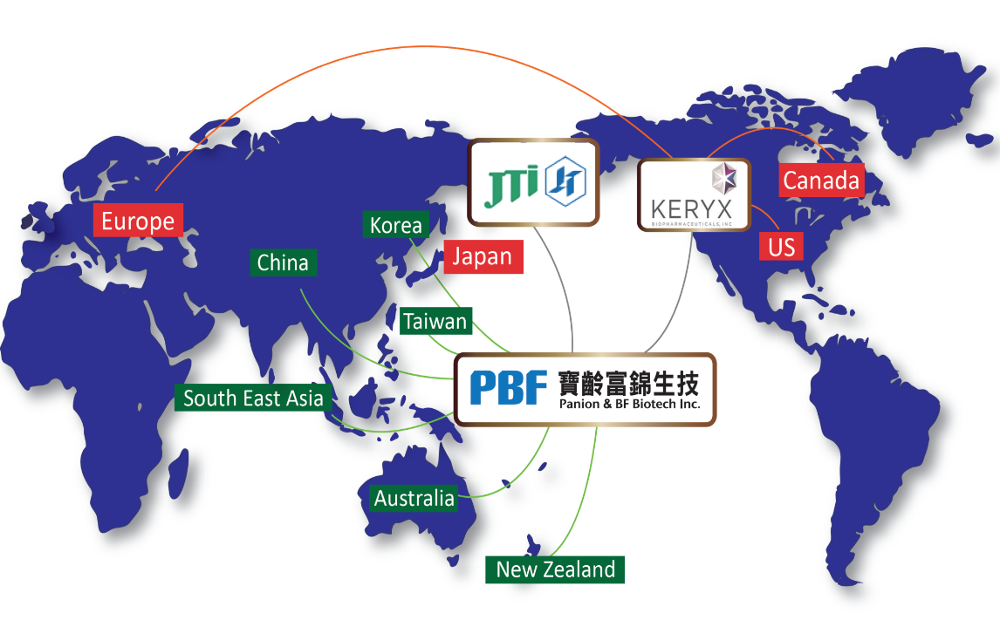 JTi
JT
Canada
KERYX
BIOPHARMACEUTICALS, INC
Europe
Korea
US
China
Japan
Taiwan
PBF 寶齡富錦生技
Panion & BF Biotech Inc.
South East Asia
Australia
New Zealand